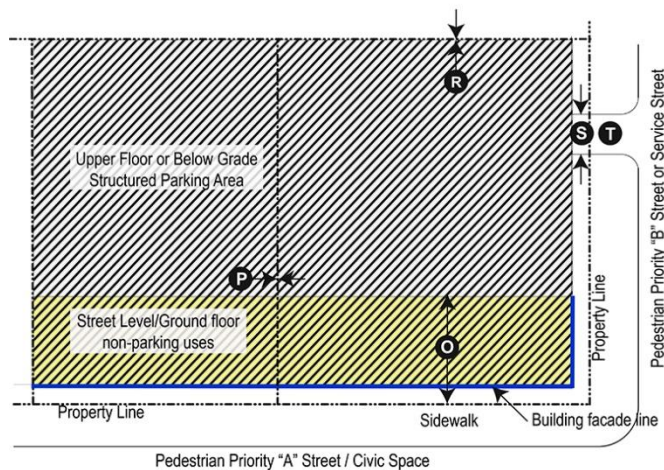 R
S T
Upper Floor or Below Grade
Structured Parking Area
P
Street Level/Ground floor
non-parking uses
O
Property Line
Pedestrian Priority “B” Street or Service Street
Property Line
Sidewalk
Building facade line
Pedestrian Priority “A” Street / Civic Space